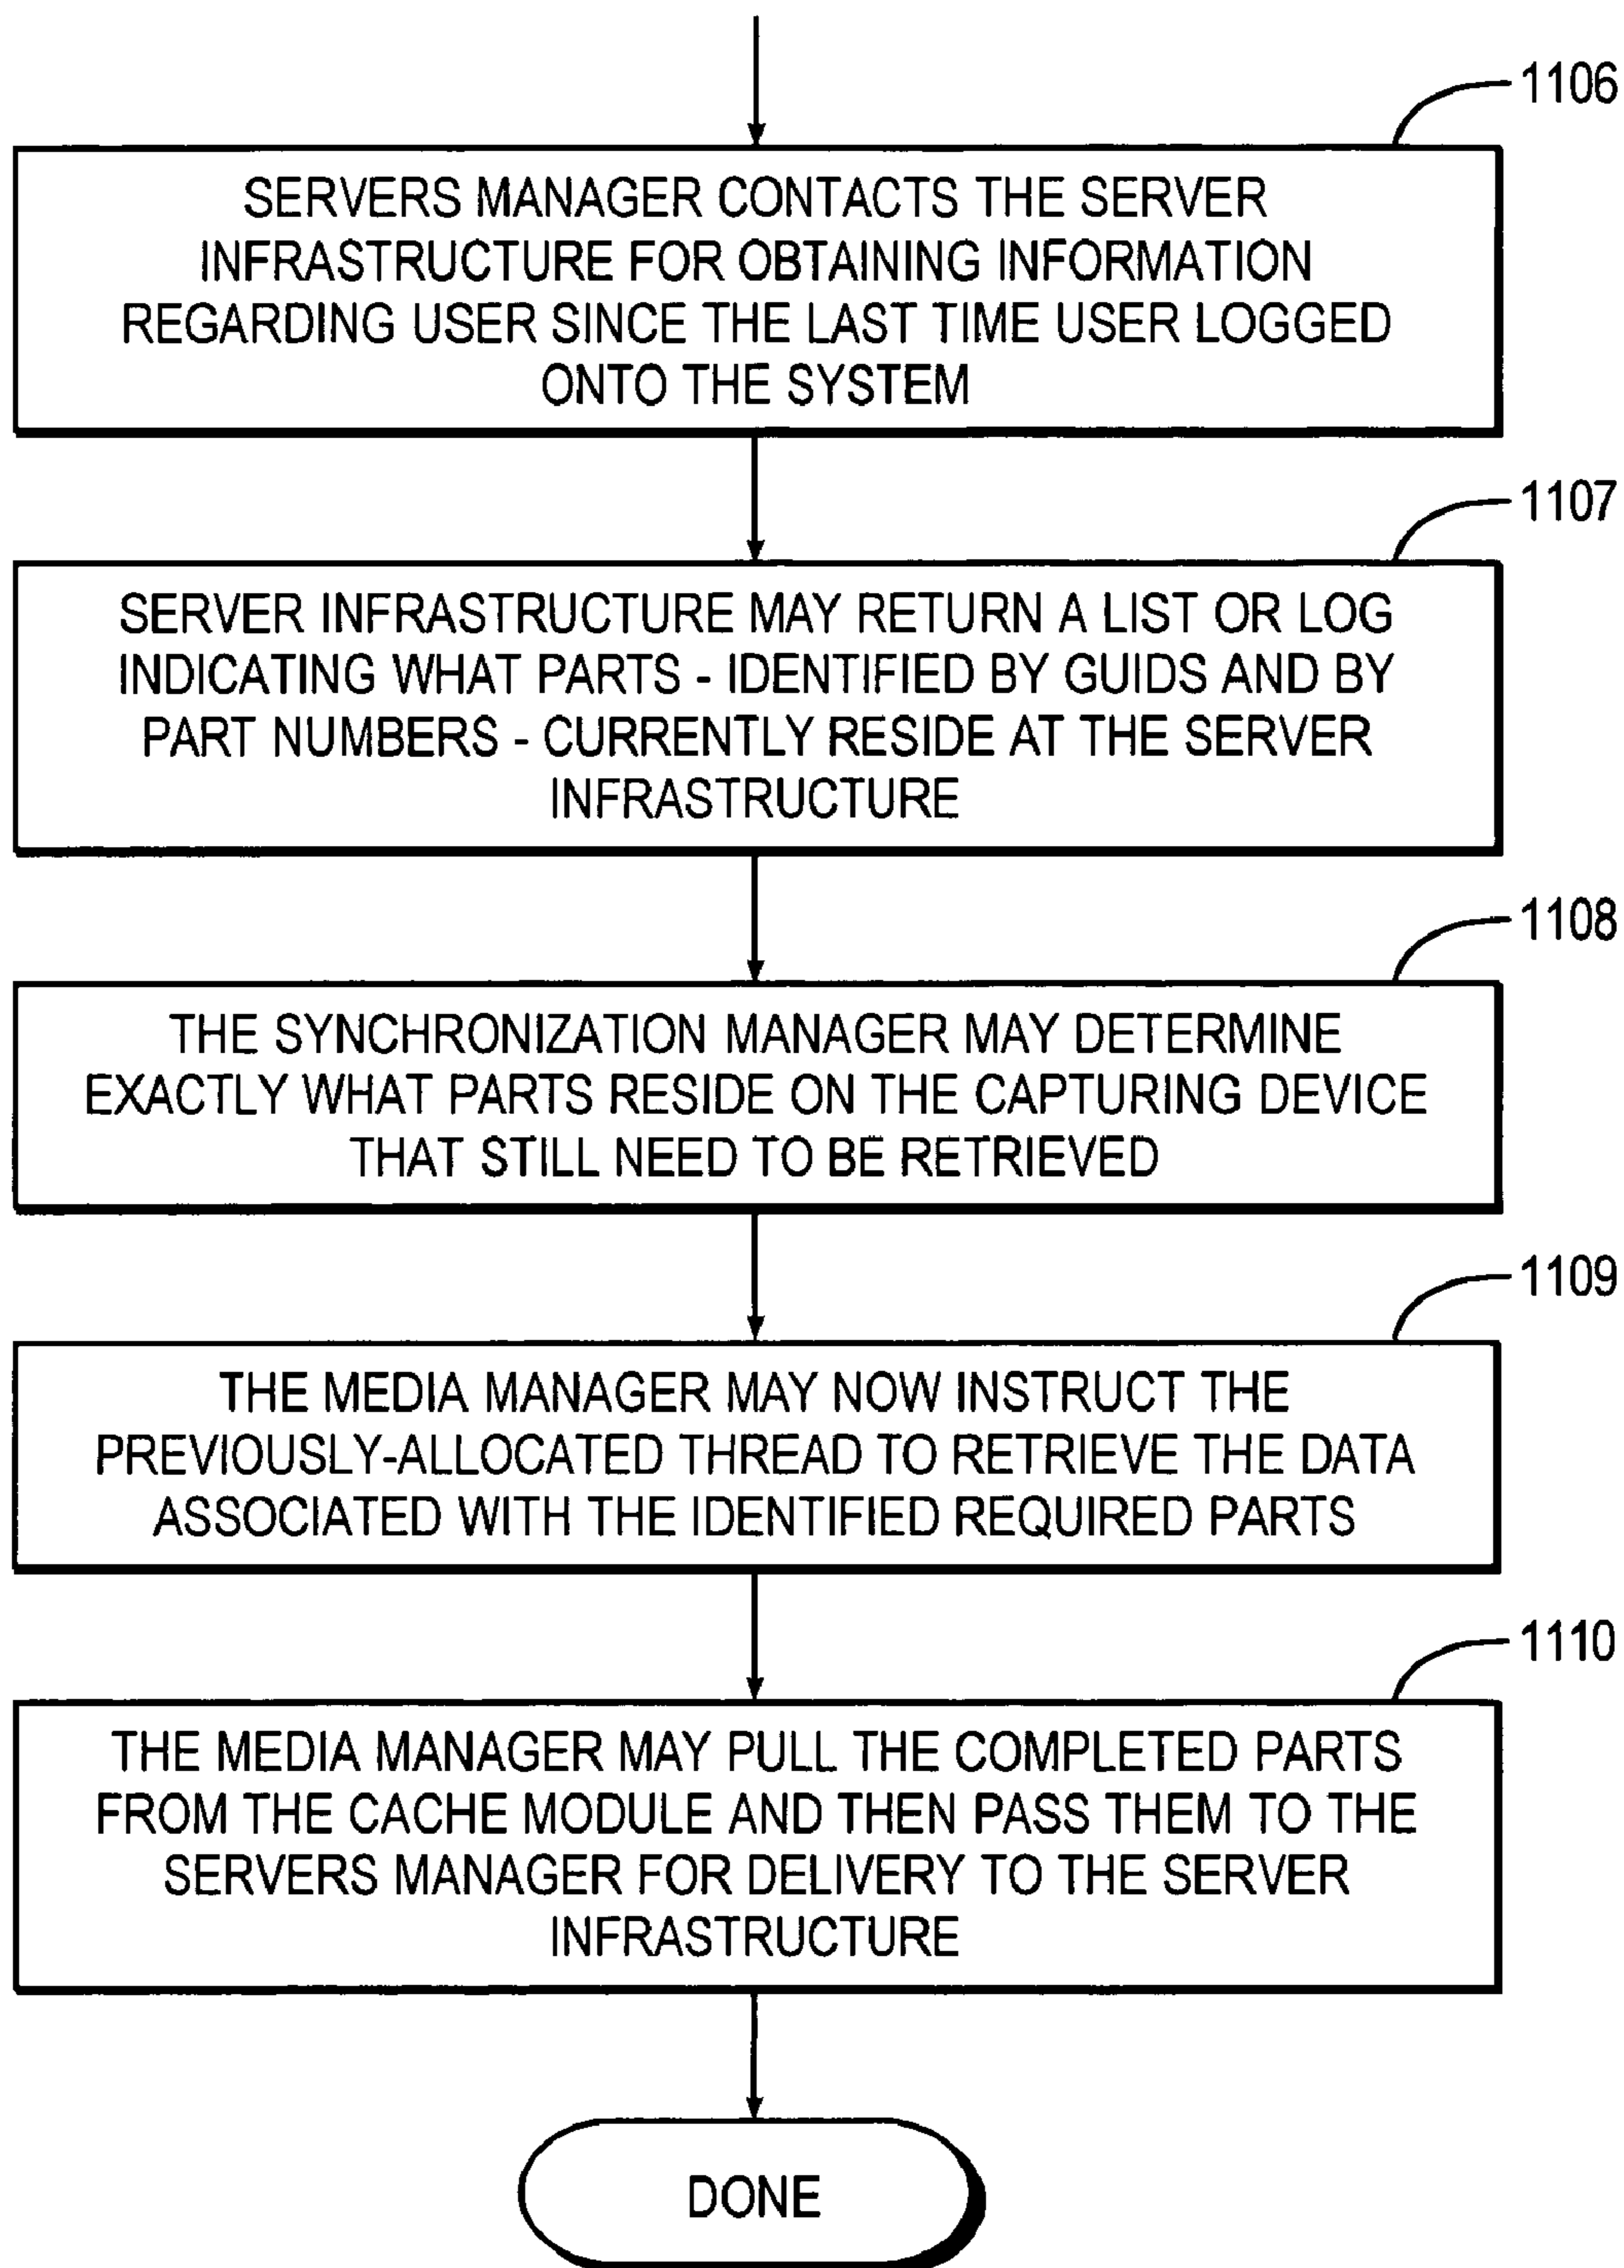 1106
SERVERS MANAGER CONTACTS THE SERVER
INFRASTRUCTURE FOR OBTAINING INFORMATION
REGARDING USER SINCE THE LAST TIME USER LOGGED
ONTO THE SYSTEM
1107
SERVER INFRASTRUCTURE MAY RETURN A LIST OR LOG
INDICATING WHAT PARTS - IDENTIFIED BY GUIDS AND BY
PART NUMBERS - CURRENTLY RESIDE AT THE SERVER
INFRASTRUCTURE
1108
THE SYNCHRONIZATION MANAGER MAY DETERMINE
EXACTLY WHAT PARTS RESIDE ON THE CAPTURING DEVICE
THAT STILL NEED TO BE RETRIEVED
1109
THE MEDIA MANAGER MAY NOW INSTRUCT THE
PREVIOUSLY-ALLOCATED THREAD TO RETRIEVE THE DATA
ASSOCIATED WITH THE IDENTIFIED REQUIRED PARTS
1110
THE MEDIA MANAGER MAY PULL THE COMPLETED PARTS
FROM THE CACHE MODULE AND THEN PASS THEM TO THE
SERVERS MANAGER FOR DELIVERY TO THE SERVER
INFRASTRUCTURE
DONE